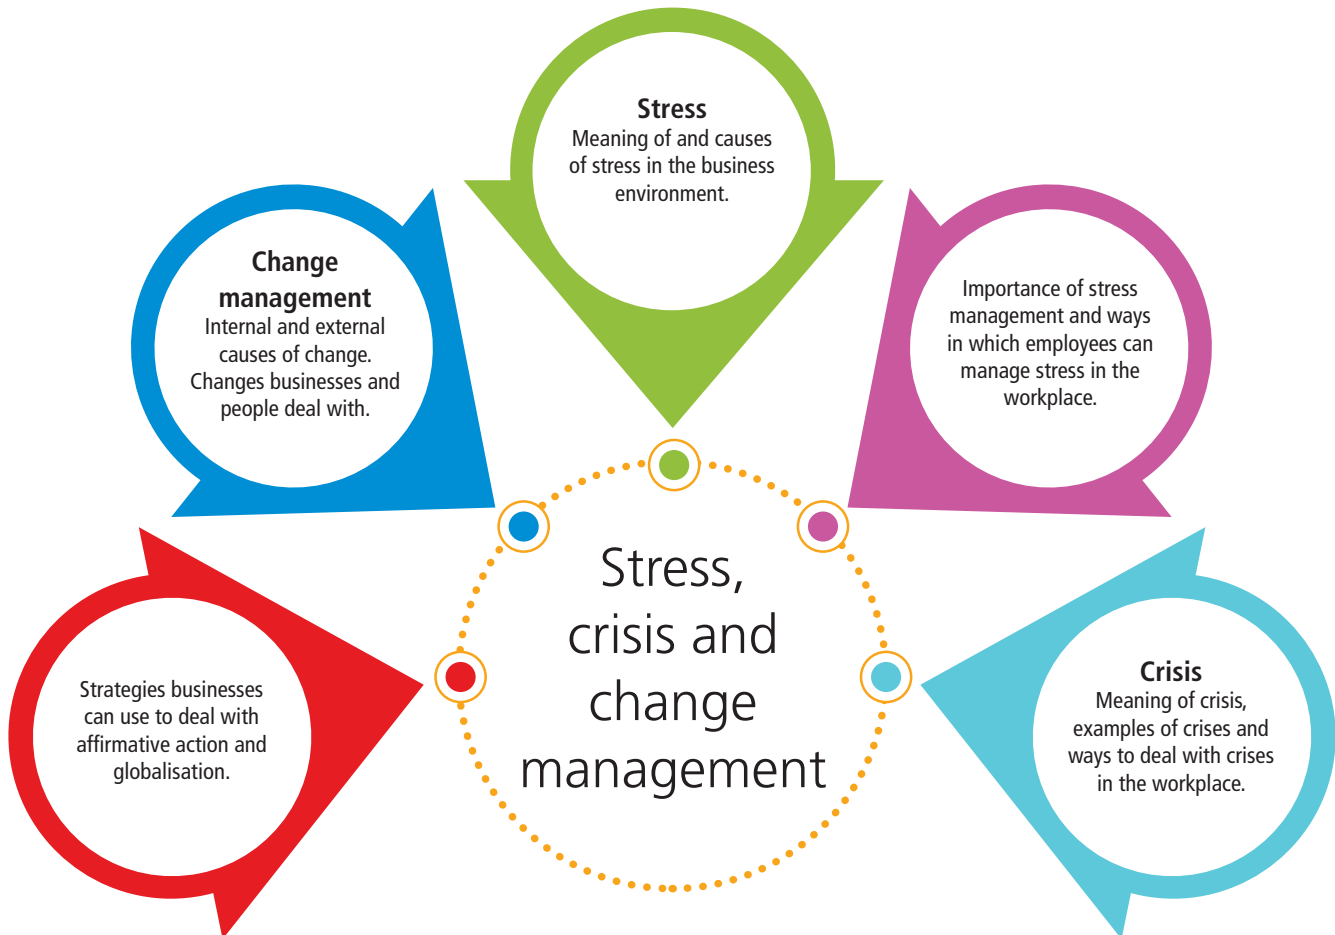 Stress
Meaning of and causes
of stress in the business
environment.
Change
management
Internal and external
causes of change.
Changes businesses and
people deal with.
Importance of stress
management and ways
in which employees can
manage stress in the
workplace.
Strategies businesses
can use to deal with
affirmative action and
globalisation.
Stress,
crisis and
change
management
Crisis
Meaning of crisis,
examples of crises and
ways to deal with crises
in the workplace.